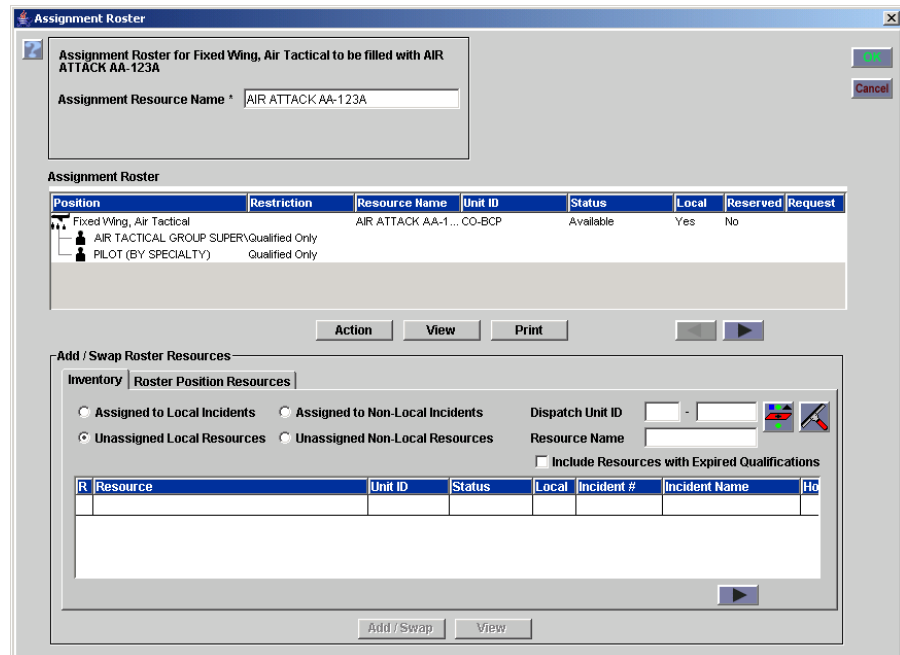 Assignment Roster
Assignment Roster for Fixed Wing, Air Tactical to be filled with AIR
ATTACK AA-123A
OK
Assignment Resource Name * AIR ATTACK AA-123A
Cancel
Assignment Roster
Position Restriction Resource Name Unit ID Status Local Reserved Request
Fixed Wing, Air Tactical AIR ATTACK AA-1... CO-BCP Available Yes No
AIR TACTICAL GROUP SUPERV Qualified Only
PILOT (BY SPECIALTY) Qualified Only
Action View Print
Add / Swap Roster Resources
Inventory Roster Position Resources
Assigned to Local Incidents Assigned to Non-Local Incidents Dispatch Unit ID -
Unassigned Local Resources Unassigned Non-Local Resources Resource Name
Include Resources with Expired Qualifications
R Resource Unit ID Status Local Incident # Incident Name Ho
Add / Swap View